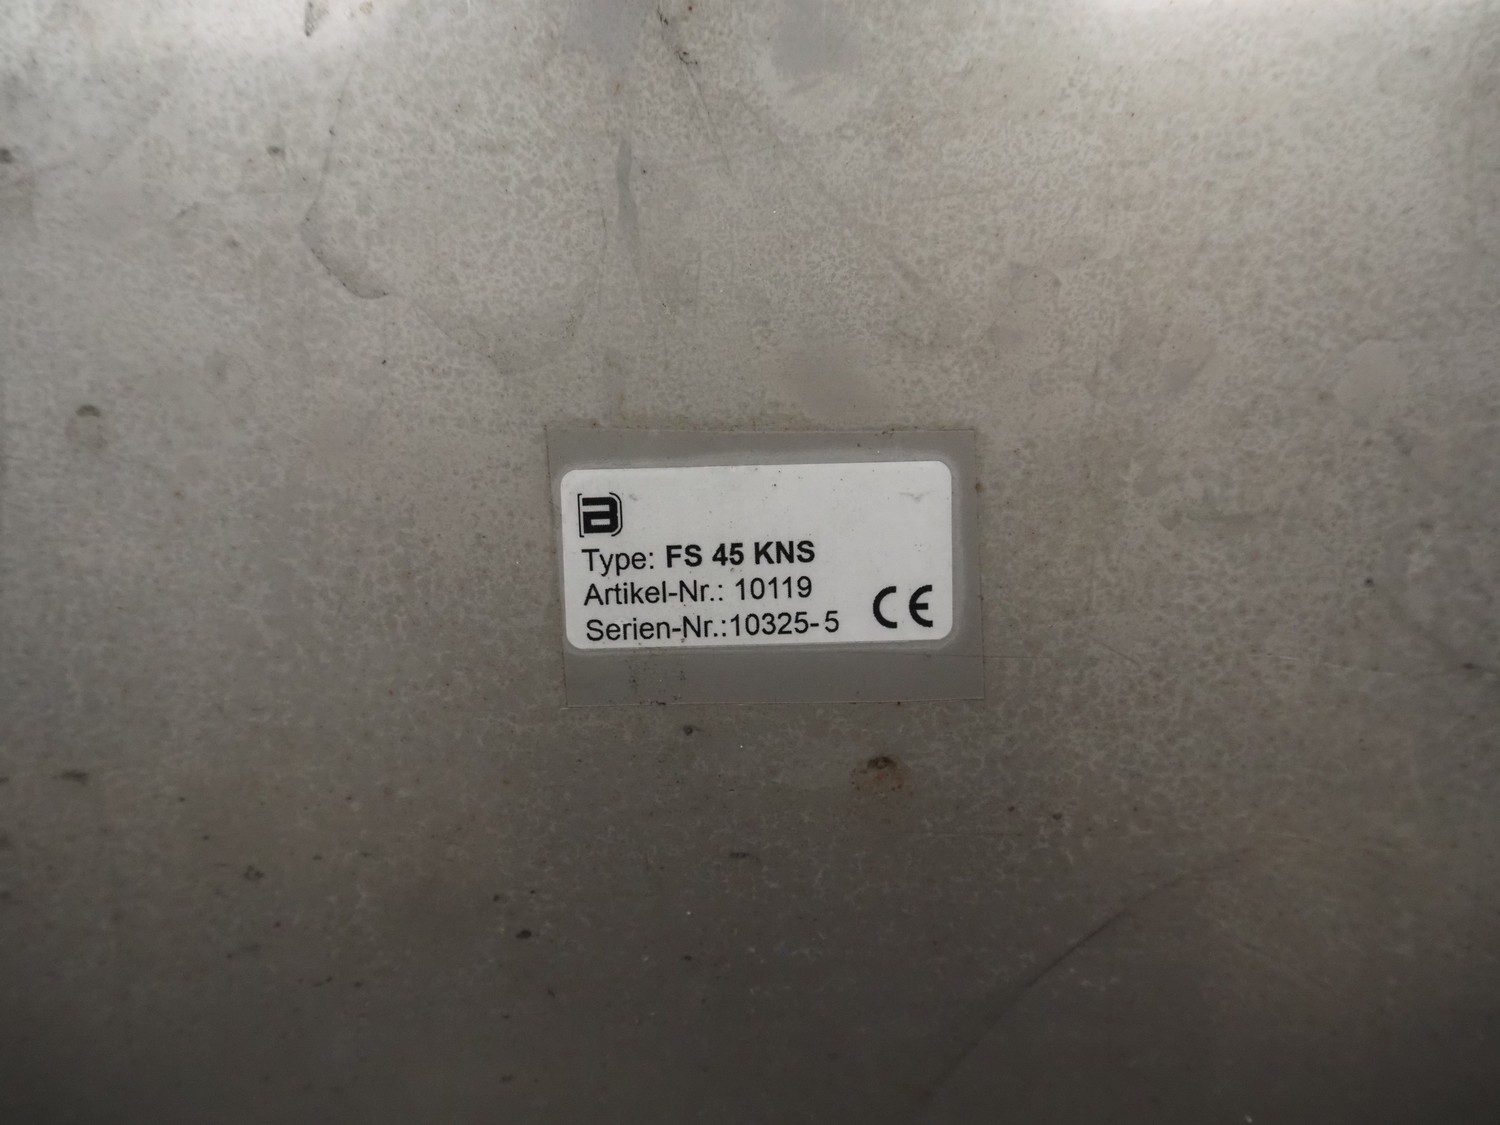 B
Type: FS 45 KNS
Artikel-Nr.: 10119
Serien-Nr.:10325-5
CE